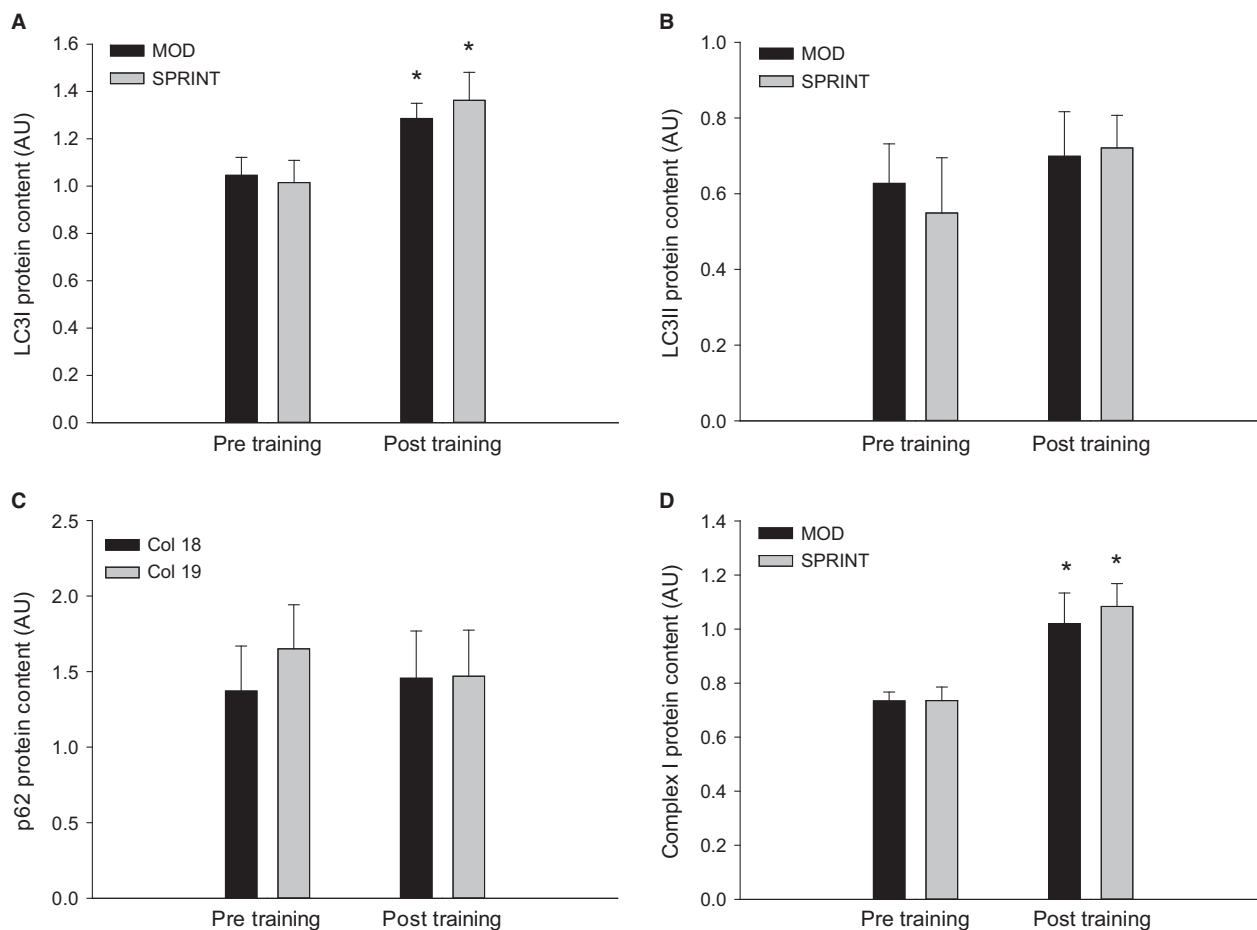 A
1.6
1.4
1.2
1.0
0.8
0.6
0.4
0.2
0.0
LC3I protein content (AU)
MOD
SPRINT
*
*
Pre training
Post training
B
1.0
0.8
0.6
0.4
0.2
0.0
LC3II protein content (AU)
MOD
SPRINT
Pre training
Post training
C
2.5
2.0
1.5
1.0
0.5
0.0
p62 protein content (AU)
Col 18
Col 19
Pre training
Post training
D
1.4
1.2
1.0
0.8
0.6
0.4
0.2
0.0
Complex I protein content (AU)
MOD
SPRINT
*
*
Pre training
Post training